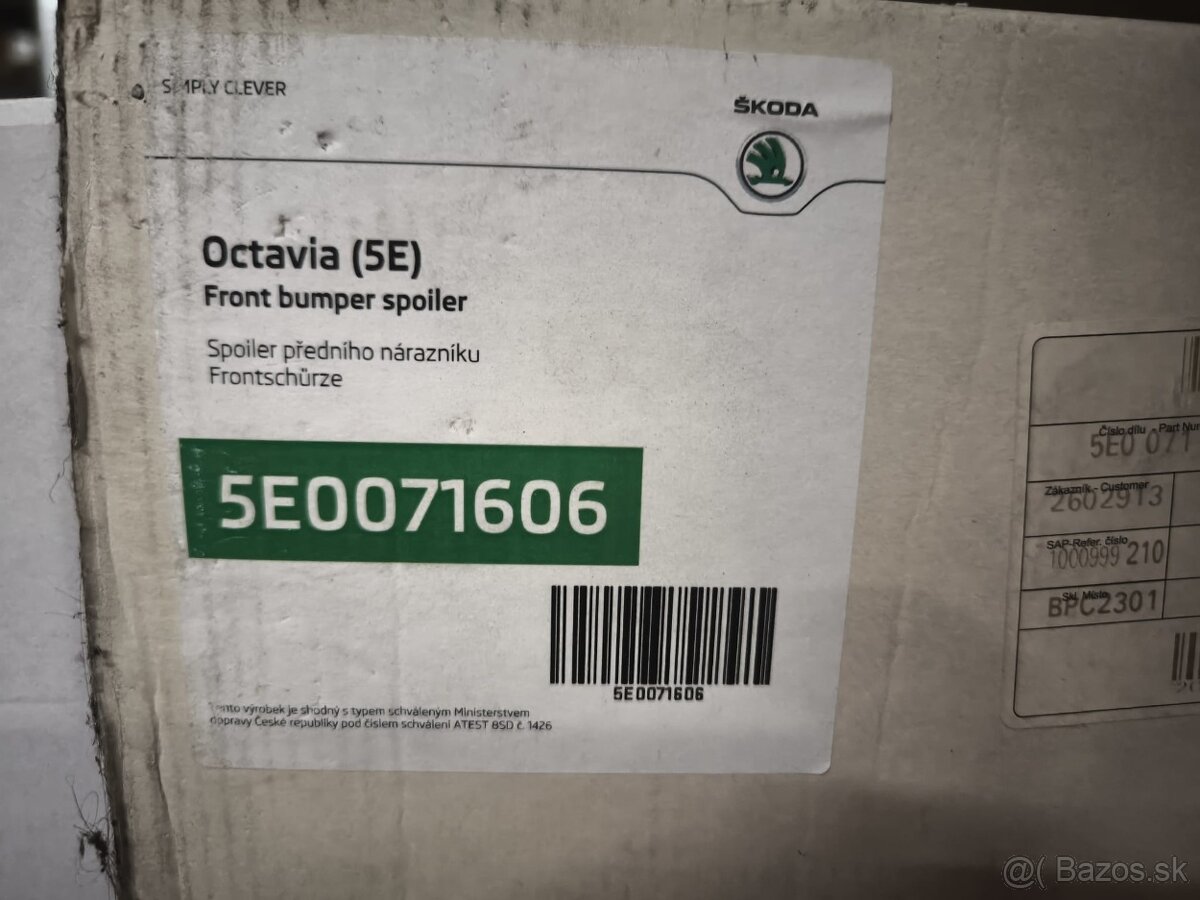 SIMPLY CLEVER
ŠKODA
Octavia (5E)
Front bumper spoiler
Spoiler předního nárazníku
Frontschürze
5E0071606
5E0071606
Tento výrobek je shodný s typem schváleným Ministerstvem
dopravy České republiky pod číslem schválení ATEST 8SD č. 1426
Číslo dílu - Part Nu
5E0 071
Zákazník - Customer
2602913
SAP-Refer. číslo
1000999 210
Skl. Místo
BPC2301
@( Bazos.sk